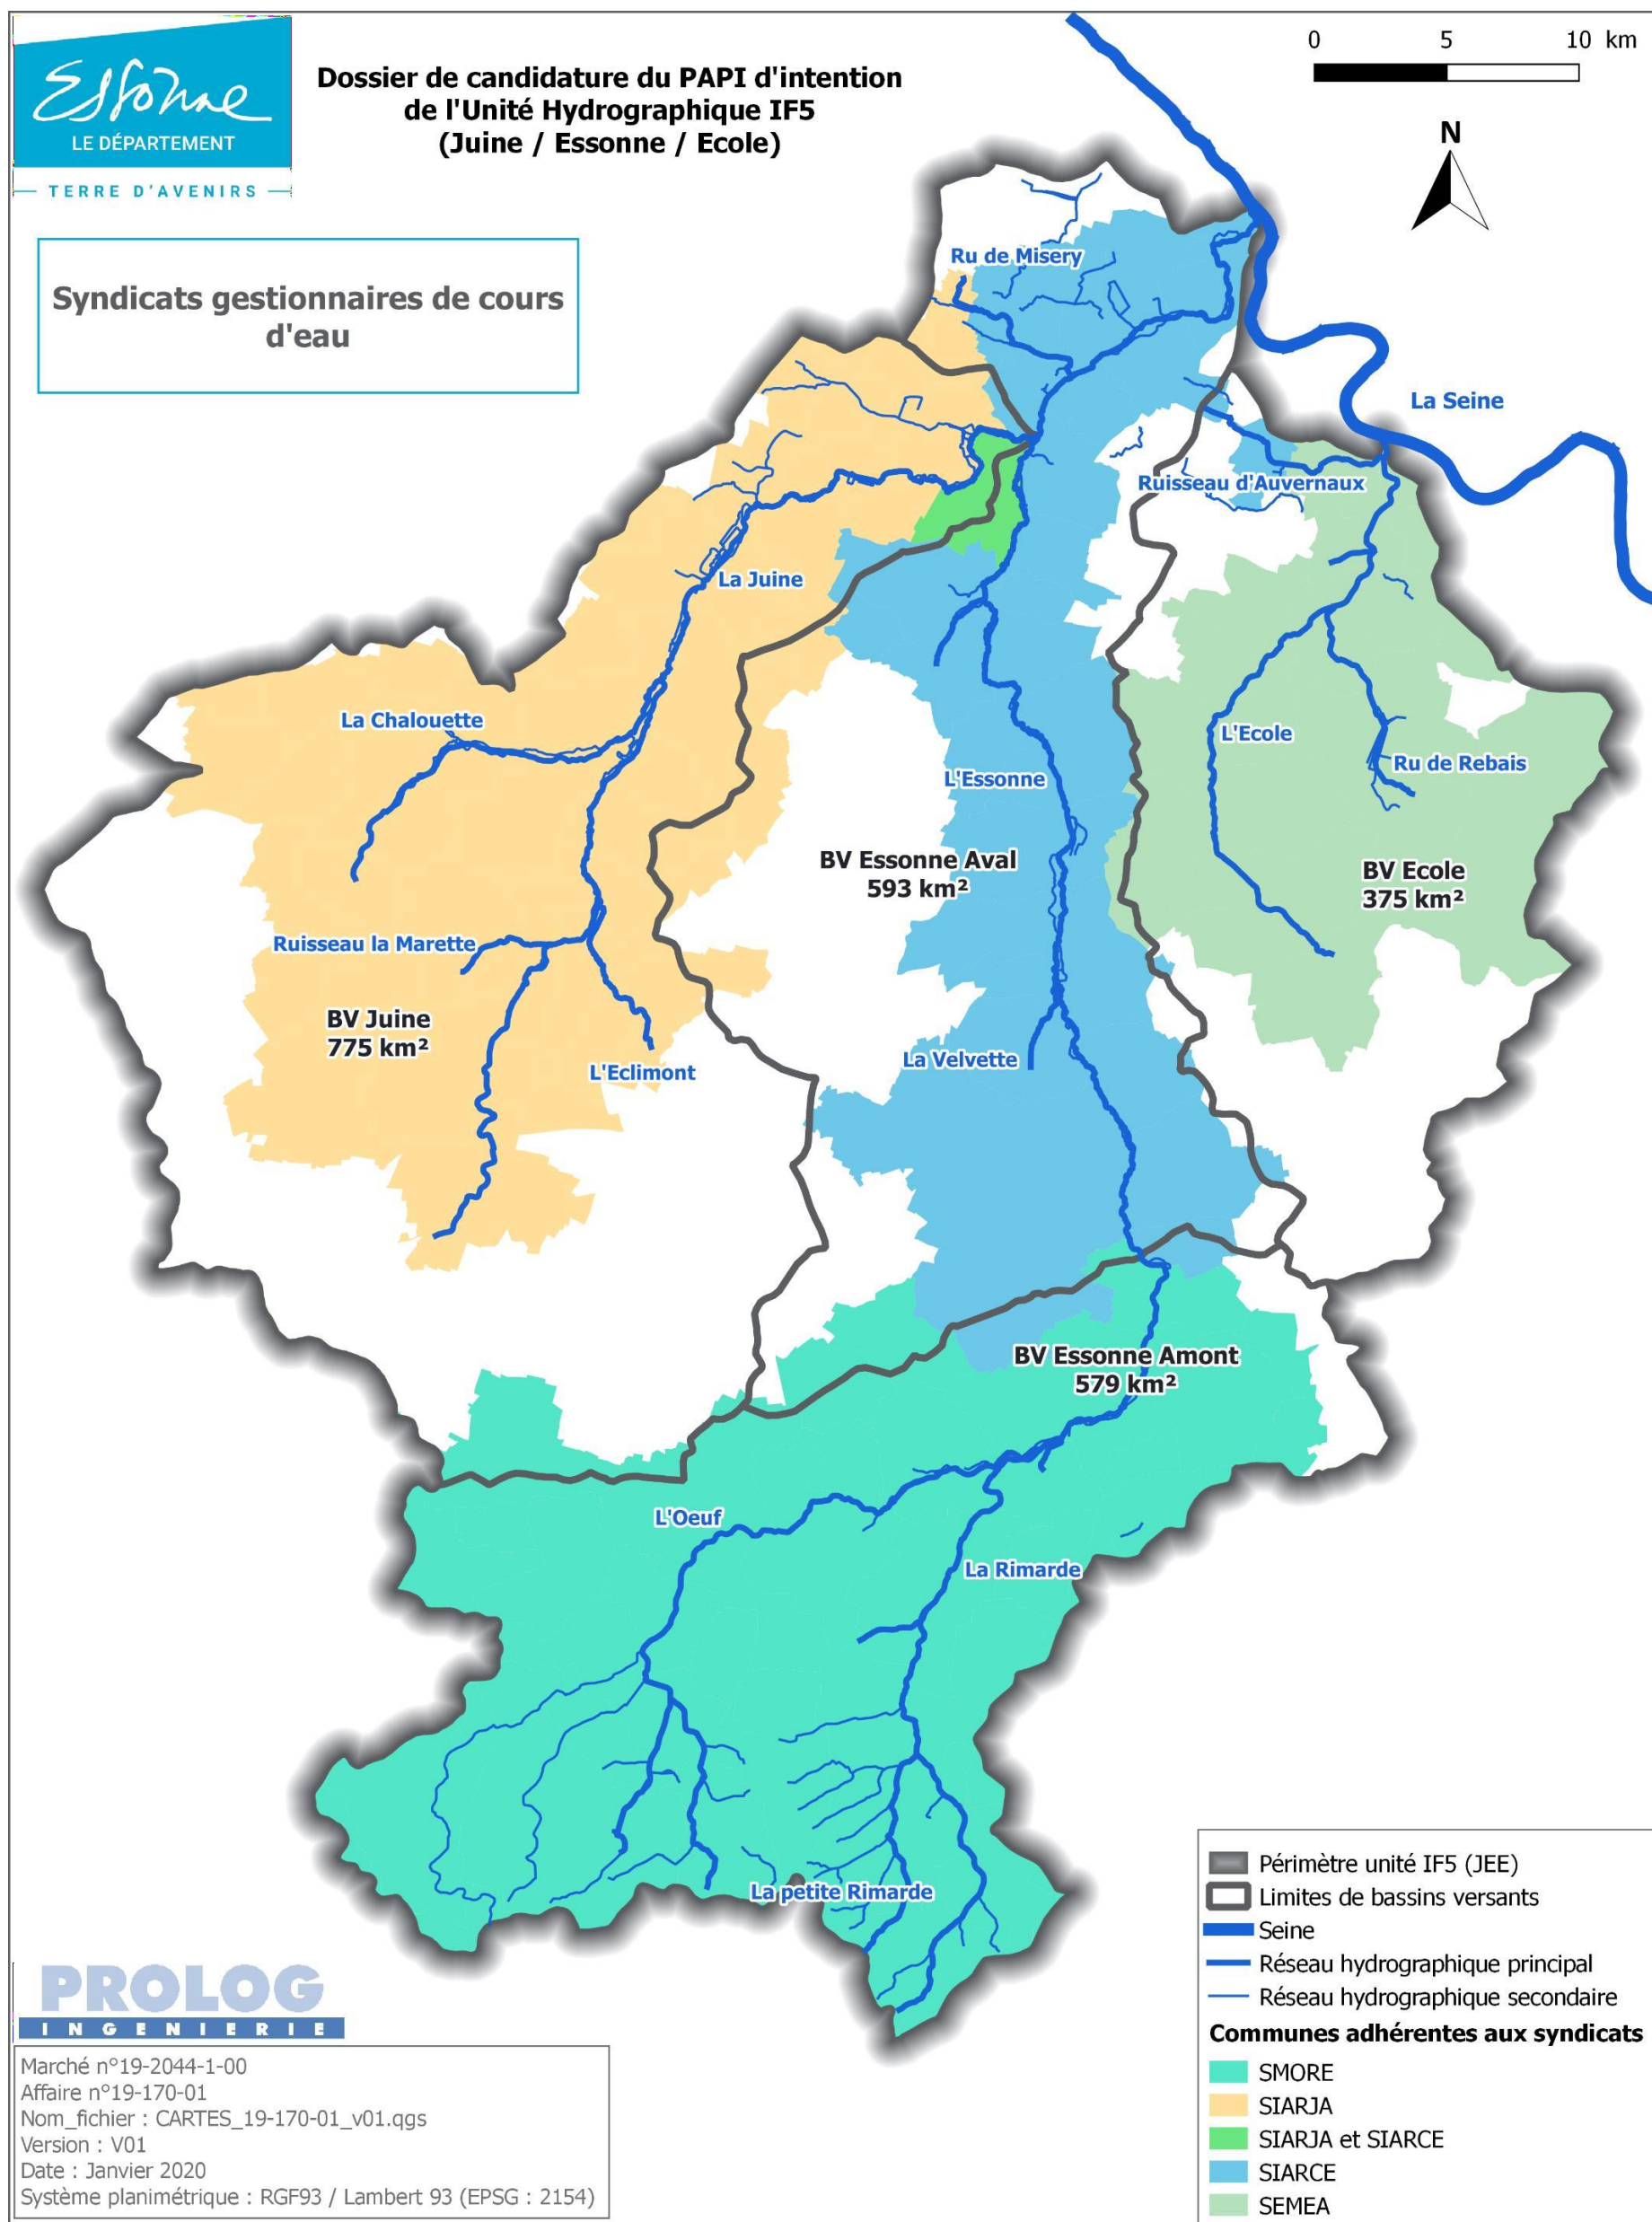 Essonne
LE DÉPARTEMENT
TERRE D'AVENIRS
Dossier de candidature du PAPI d'intention
de l'Unité Hydrographique IF5
(Juine / Essonne / Ecole)
0 5 10 km
N
Syndicats gestionnaires de cours
d'eau
Ru de Misery
La Seine
Ruisseau d'Auvernaux
La Juine
La Chalouette
L'Ecole
Ru de Rebais
L'Essonne
BV Essonne Aval
593 km²
BV Ecole
375 km²
Ruisseau la Marette
BV Juine
775 km²
L'Eclimont
La Velvette
BV Essonne Amont
579 km²
L'Oeuf
La Rimarde
La petite Rimarde
Périmètre unité IF5 (JEE)
Limites de bassins versants
Seine
Réseau hydrographique principal
Réseau hydrographique secondaire
Communes adhérentes aux syndicats
SMORE
SIARJA
SIARJA et SIARCE
SIARCE
SEMEA
PROLOG
INGENIERIE
Marché n°19-2044-1-00
Affaire n°19-170-01
Nom_fichier : CARTES_19-170-01_v01.qgs
Version : V01
Date : Janvier 2020
Système planimétrique : RGF93 / Lambert 93 (EPSG : 2154)